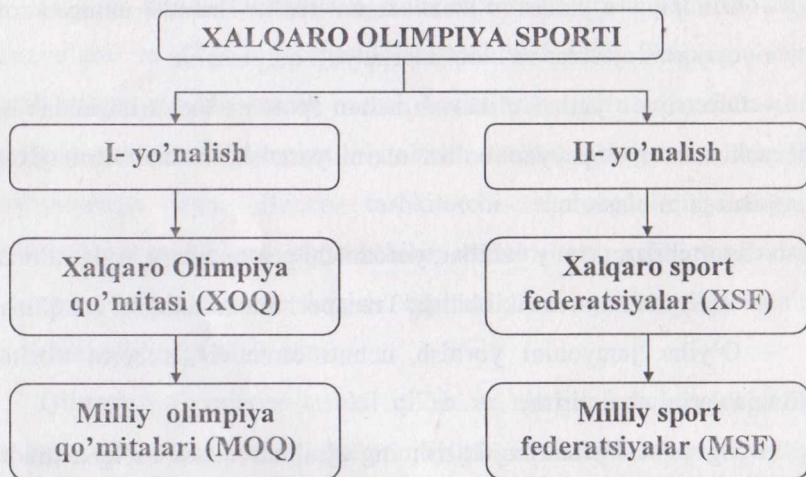 XALQARO OLIMPIYA SPORTI
I- yo’nalish
II- yo’nalish
Xalqaro Olimpiya
qo’mitasi (XOQ)
Xalqaro sport
federatsiyalar (XSF)
Milliy olimpiya
qo’mitalari (MOQ)
Milliy sport
federatsiyalar (MSF)